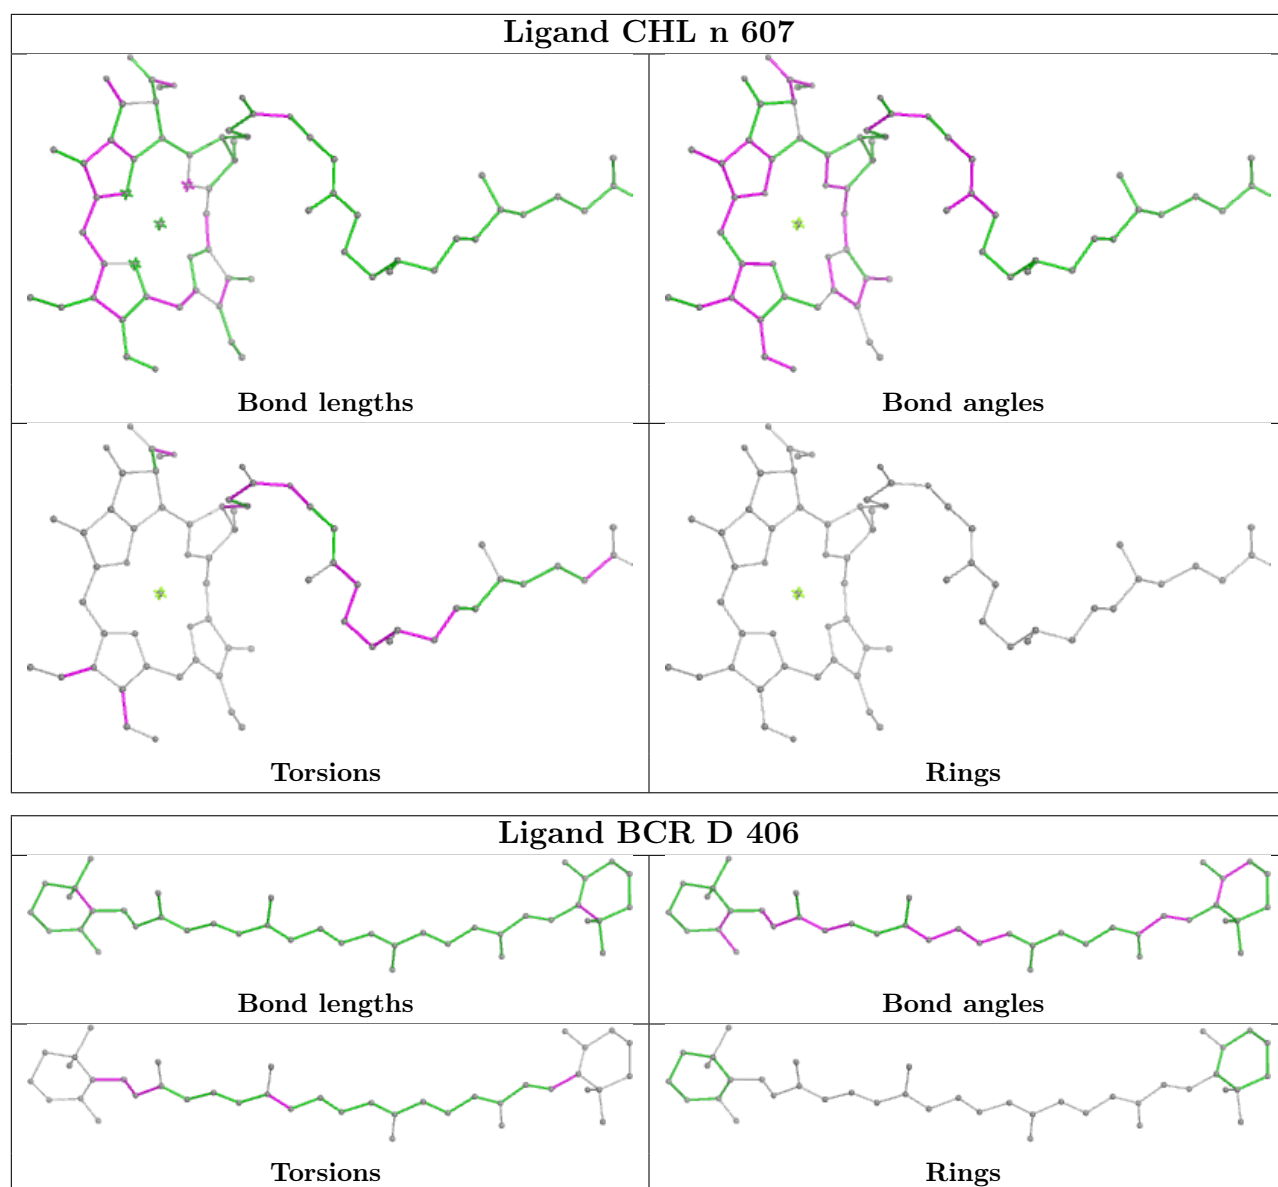 Ligand CHL n 607
Bond lengths
Bond angles
Torsions
Rings
Ligand BCR D 406
Bond lengths
Bond angles
Torsions
Rings